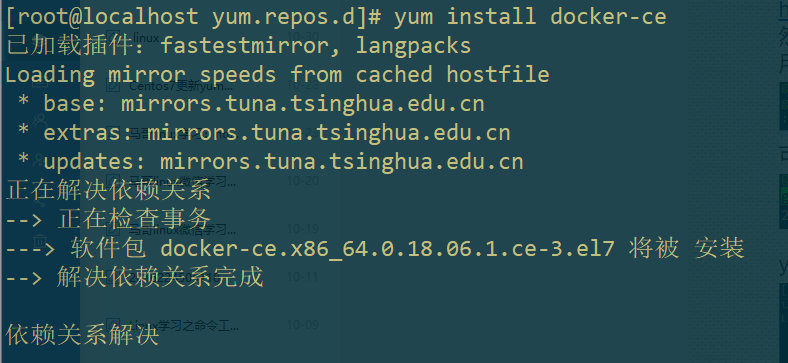 [root@localhost yum.repos.d]# yum install docker-ce
已加载插件：fastestmirror, langpacks
Loading mirror speeds from cached hostfile
 * base: mirrors.tuna.tsinghua.edu.cn
 * extras: mirrors.tuna.tsinghua.edu.cn
 * updates: mirrors.tuna.tsinghua.edu.cn
正在解决依赖关系
--> 正在检查事务
---> 软件包 docker-ce.x86_64.0.18.06.1.ce-3.el7 将被 安装
--> 解决依赖关系完成

依赖关系解决